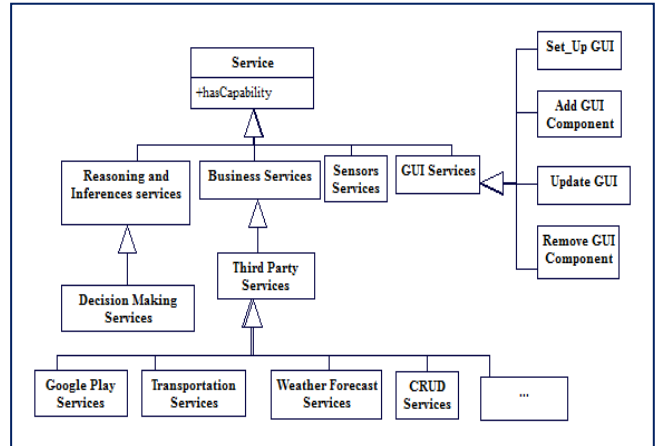 Service
+hasCapability
Set_Up GUI
Add GUI
Component
Update GUI
Remove GUI
Component
Reasoning and
Inferences services
Business Services
Sensors
Services
GUI Services
Third Party
Services
Decision Making
Services
Google Play
Services
Transportation
Services
Weather Forecast
Services
CRUD
Services
...